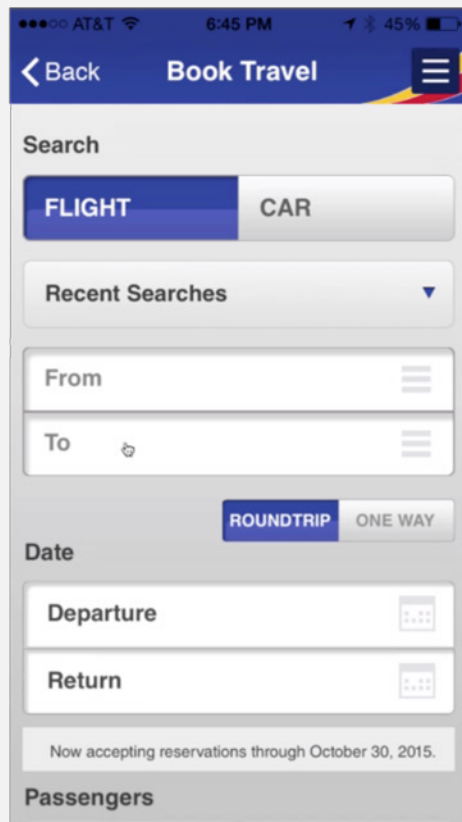 AT&T 6:45 PM 45%
Back Book Travel
Search
FLIGHT CAR
Recent Searches
From
To
ROUNDTRIP ONE WAY
Date
Departure
Return
Now accepting reservations through October 30, 2015.
Passengers